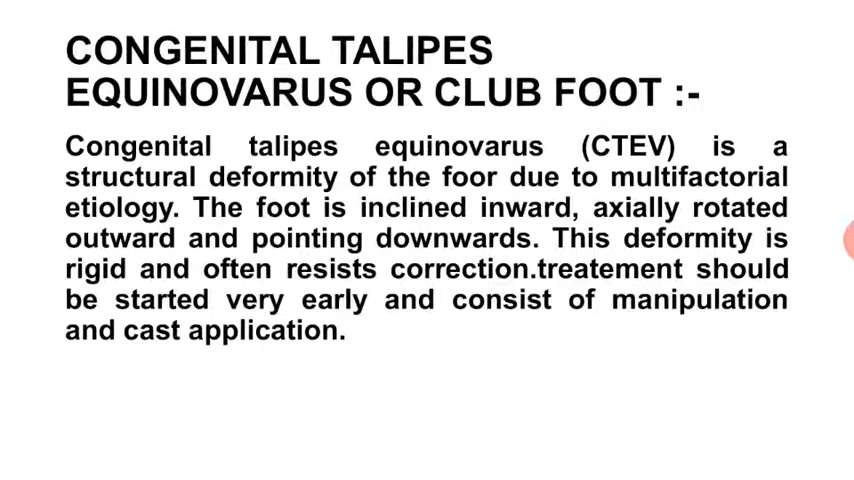 CONGENITAL TALIPES
EQUINOVARUS OR CLUB FOOT :-
Congenital talipes equinovarus (CTEV) is a
structural deformity of the foor due to multifactorial
etiology. The foot is inclined inward, axially rotated
outward and pointing downwards. This deformity is
rigid and often resists correction.treatement should
be started very early and consist of manipulation
and cast application.